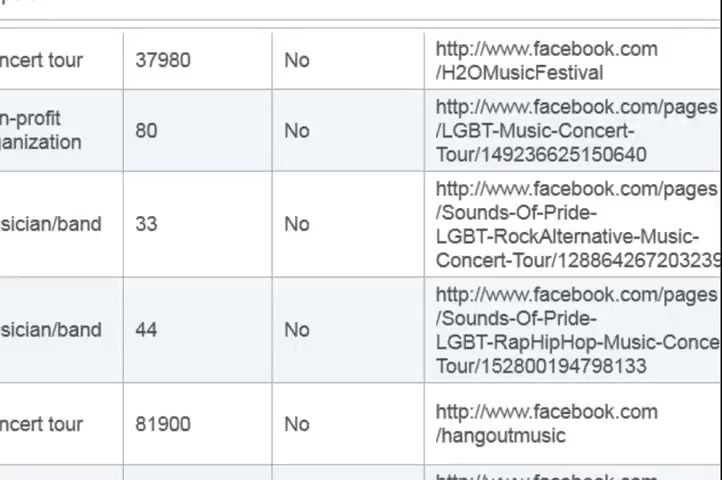 ncert tour 37980 No http://www.facebook.com
/H2OMusicFestival
n-profit
ganization 80 No http://www.facebook.com/pages
/LGBT-Music-Concert-
Tour/149236625150640
sician/band 33 No http://www.facebook.com/pages
/Sounds-Of-Pride-
LGBT-RockAlternative-Music-
Concert-Tour/128864267203239
sician/band 44 No http://www.facebook.com/pages
/Sounds-Of-Pride-
LGBT-RapHipHop-Music-Conce
Tour/152800194798133
ncert tour 81900 No http://www.facebook.com
/hangoutmusic